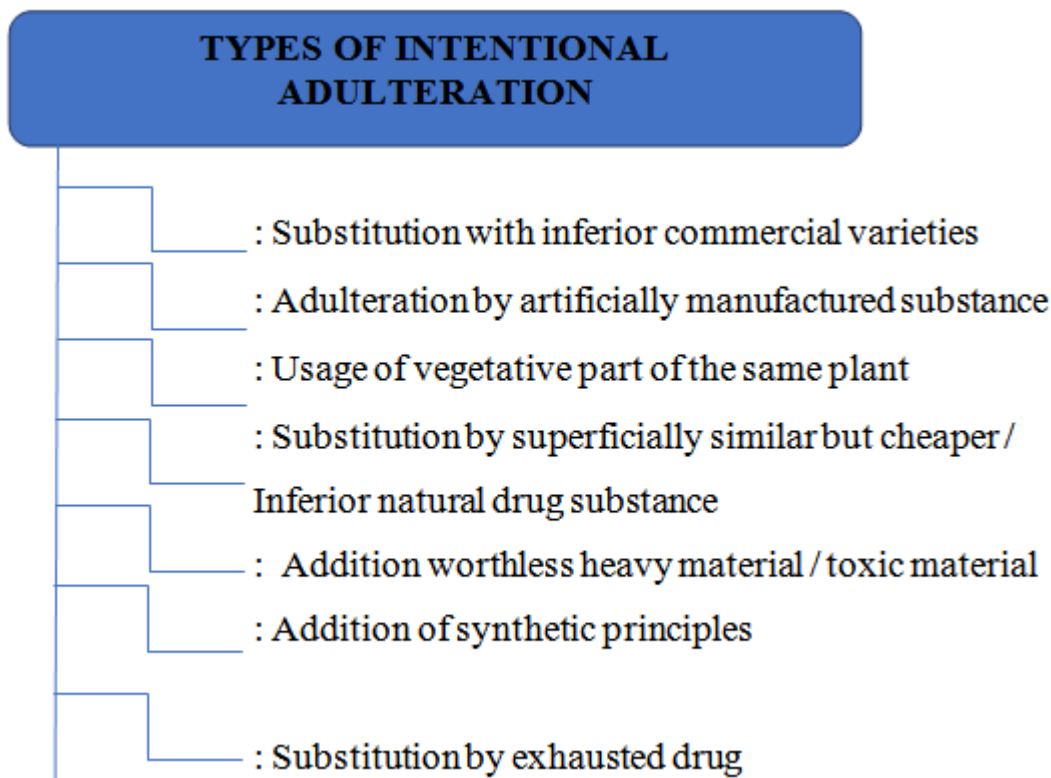 TYPES OF INTENTIONAL
ADULTERATION
: Substitution with inferior commercial varieties
: Adulteration by artificially manufactured substance
: Usage of vegetative part of the same plant
: Substitution by superficially similar but cheaper /
Inferior natural drug substance
: Addition worthless heavy material / toxic material
: Addition of synthetic principles
: Substitution by exhausted drug